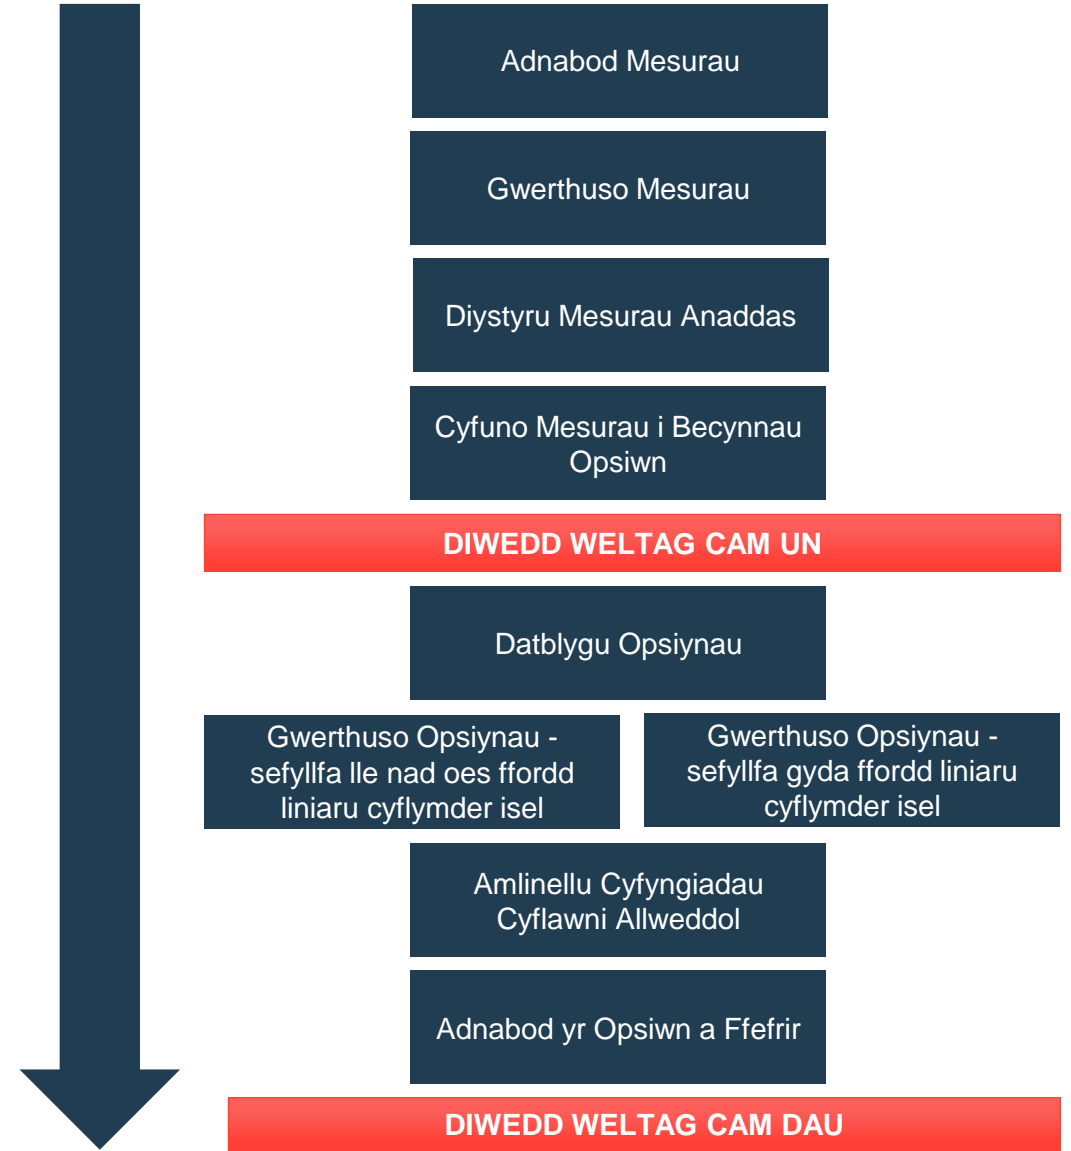 Adnabod Mesurau
Gwerthuso Mesurau
Diystyru Mesurau Anaddas
Cyfuno Mesurau i Becynnau
Opsiwn
DIWEDD WELTAG CAM UN
Datblygu Opsiynau
Gwerthuso Opsiynau -
sefyllfa lle nad oes ffordd
liniaru cyflymder isel
Gwerthuso Opsiynau -
sefyllfa gyda ffordd liniaru
cyflymder isel
Amlinellu Cyfyngiadau
Cyflawni Allweddol
Adnabod yr Opsiwn a Ffefrir
DIWEDD WELTAG CAM DAU